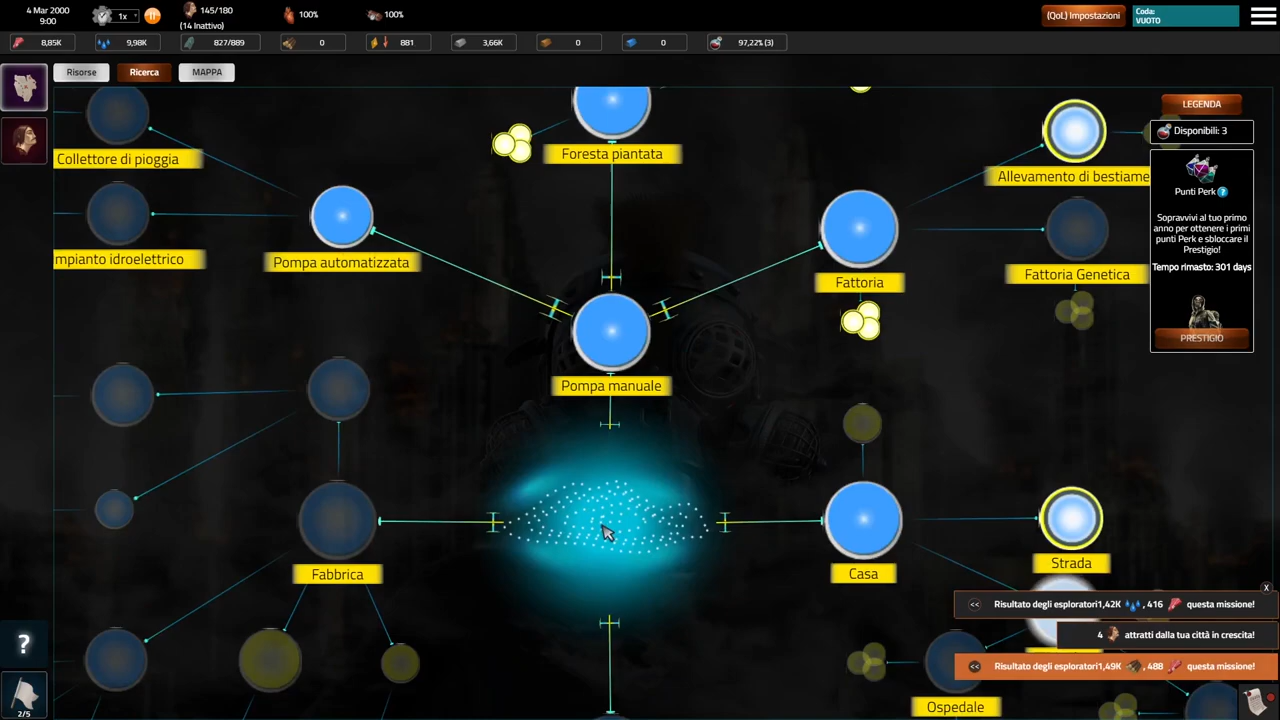 4 Mar 2000
9:00
1x
145/180
(14 Inattivo)
100%
100%
(QoL) Impostazioni
Coda:
VUOTO
8,85K
9,98K
827/889
0
881
3,66K
0
0
97,22% (3)
Risorse
Ricerca
MAPPA
LEGENDA
Disponibili: 3
Punti Perk ?
Sopravvivi al tuo primo
anno per ottenere i primi
punti Perk e sbloccare il
Prestigio!
Tempo rimasto: 301 days
PRESTIGIO
Collettore di pioggia
Foresta piantata
Allevamento di bestiame
mpianto idroelettrico
Pompa automatizzata
Fattoria
Fattoria Genetica
Pompa manuale
Fabbrica
Casa
Strada
X
<< Risultato degli esploratori1,42K , 416 questa missione!
4 attratti dalla tua città in crescita!
<< Risultato degli esploratori1,49K , 488 questa missione!
Ospedale
?
2/5